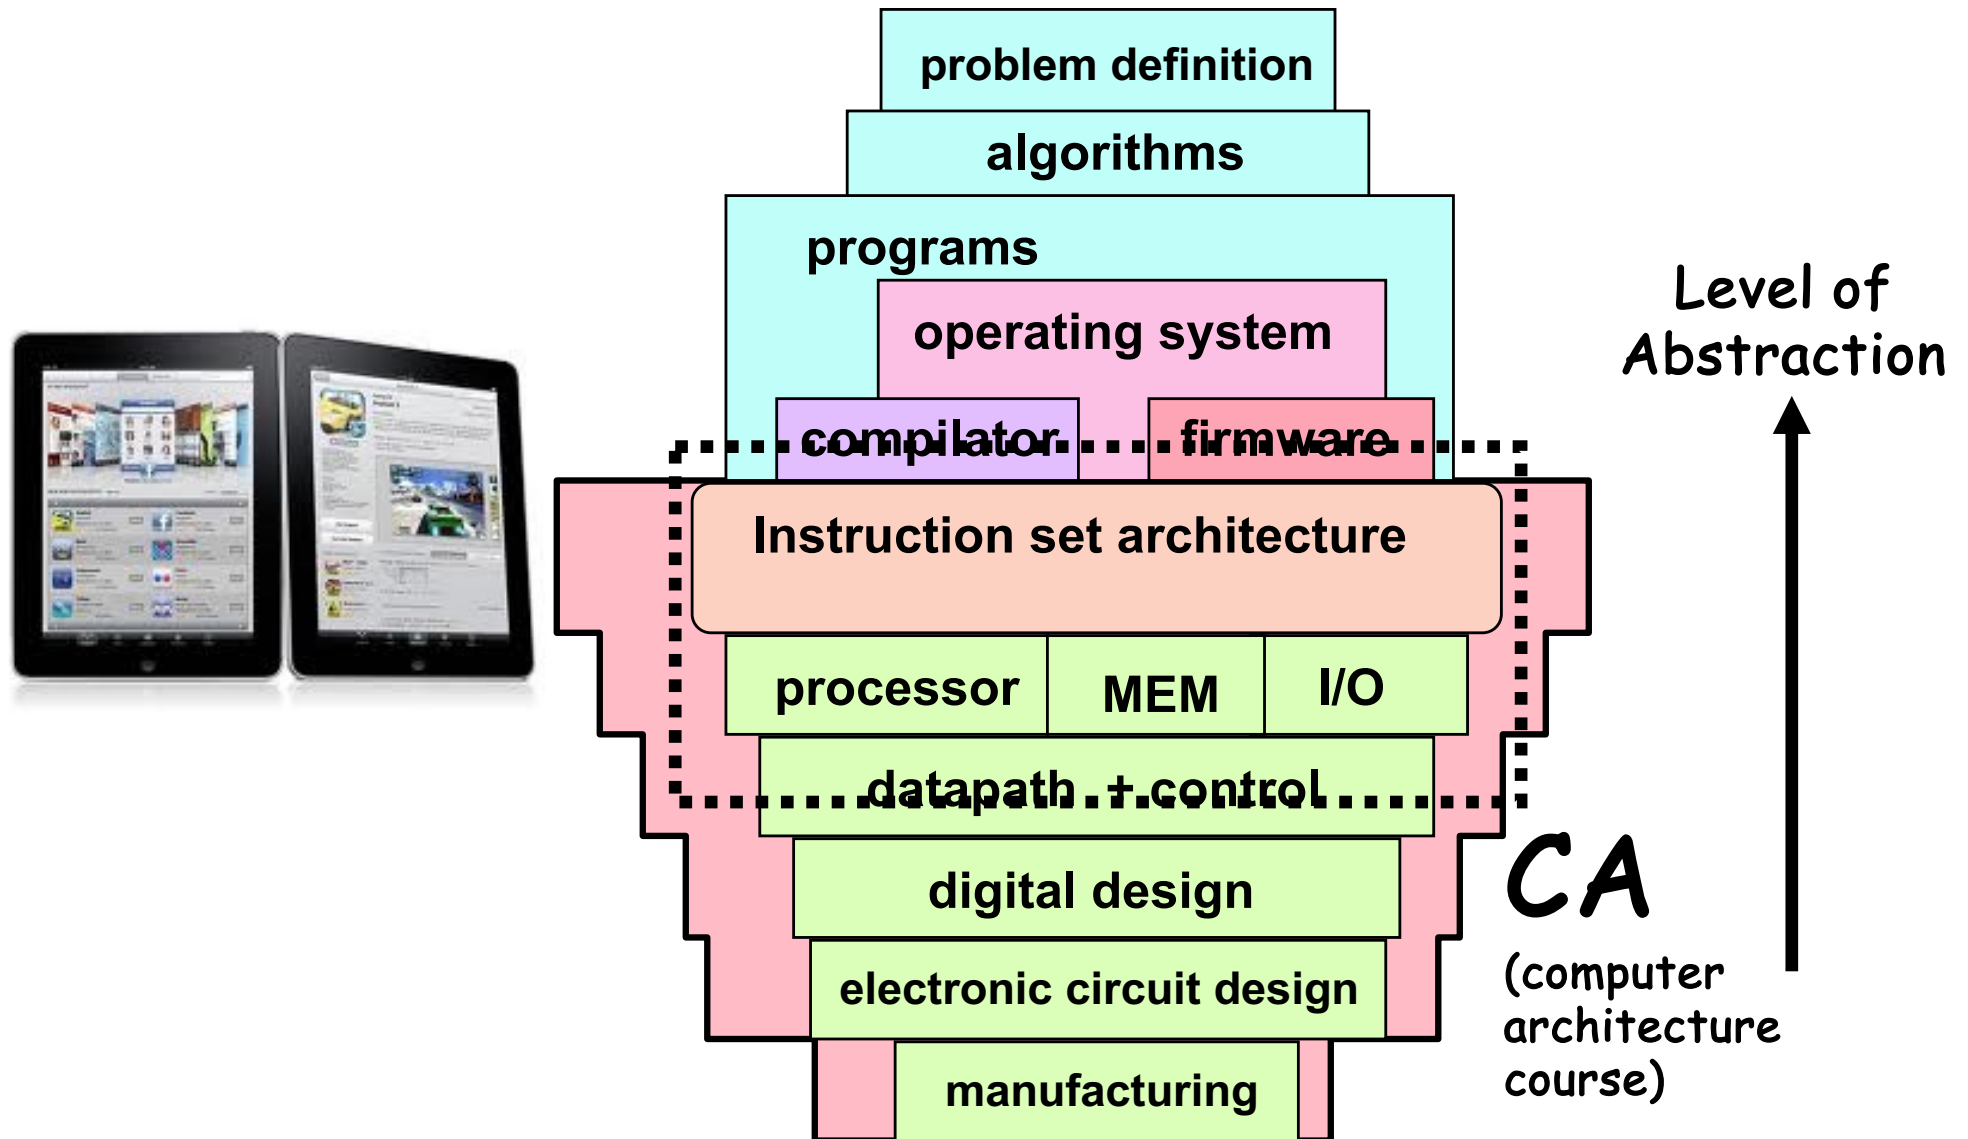 problem definition
algorithms
programs
operating system
compilator
firmware
Instruction set architecture
processor
MEM
I/O
datapath + control
digital design
electronic circuit design
manufacturing
Level of
Abstraction
CA
(computer
architecture
course)